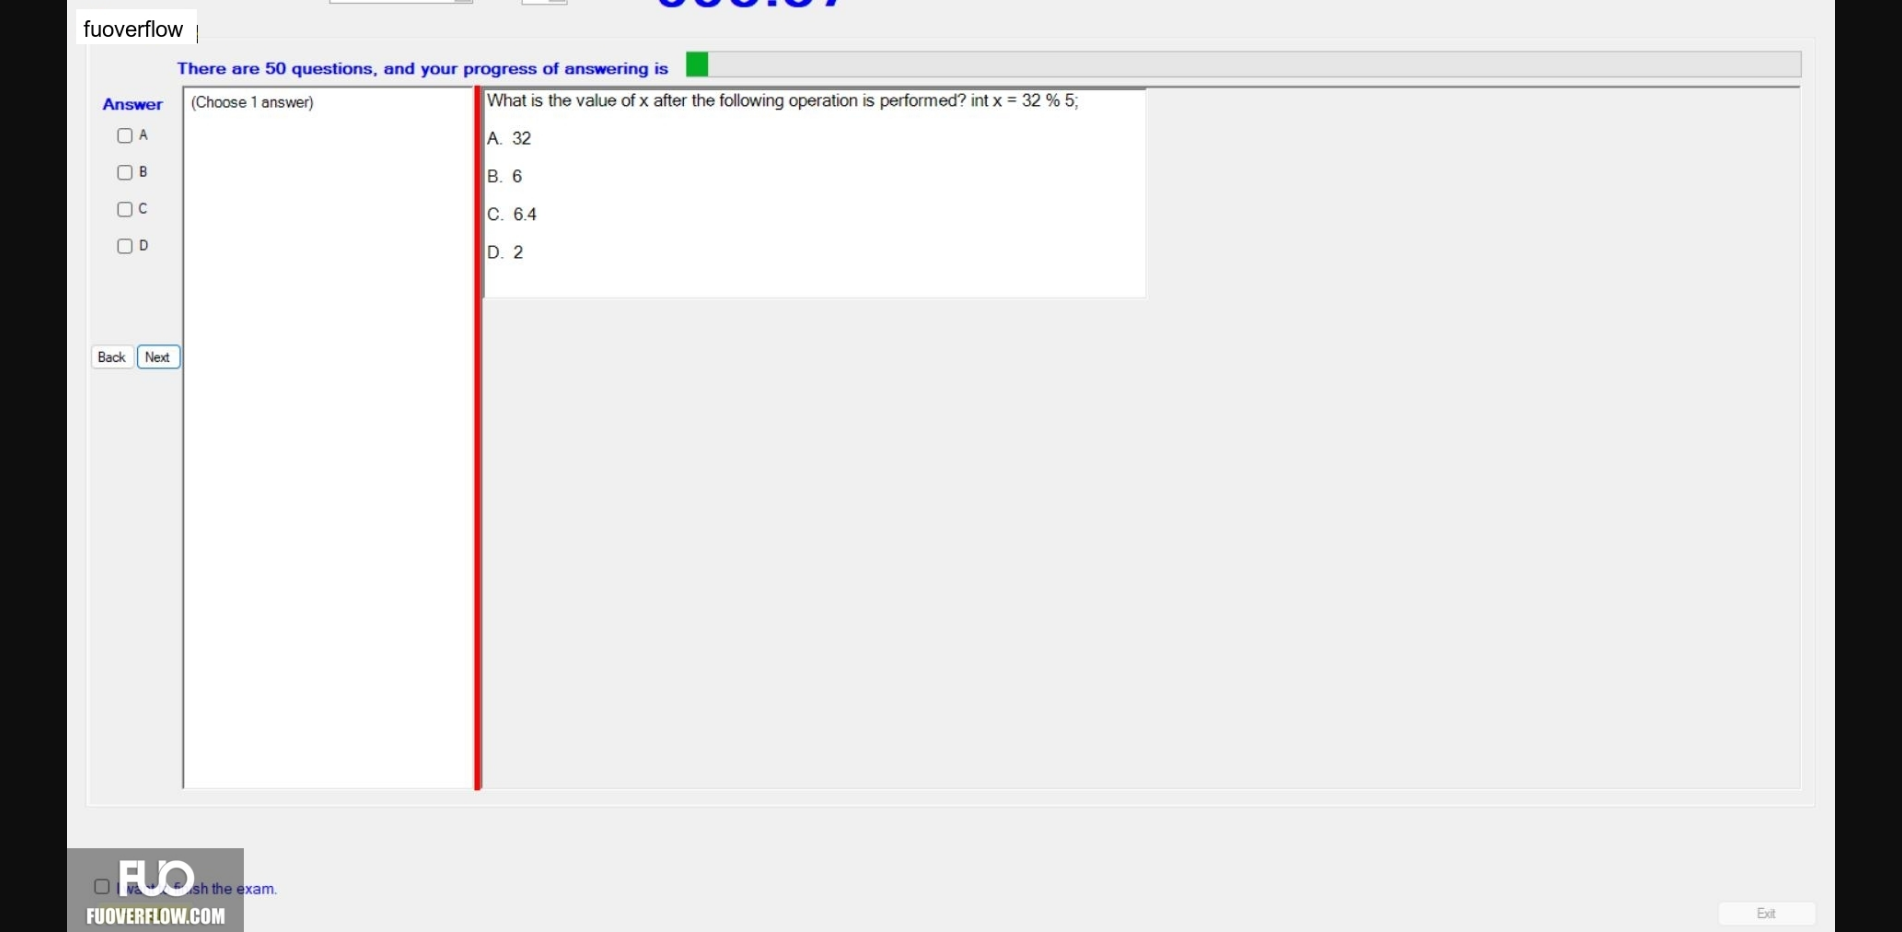 fuoverflow
There are 50 questions, and your progress of answering is
Answer
(Choose 1 answer)
What is the value of x after the following operation is performed? int x = 32 % 5;
A
A. 32
B
B. 6
C
C. 6.4
D
D. 2
Back
Next
FUO
I want finish the exam.
FUOVERFLOW.COM
Exit